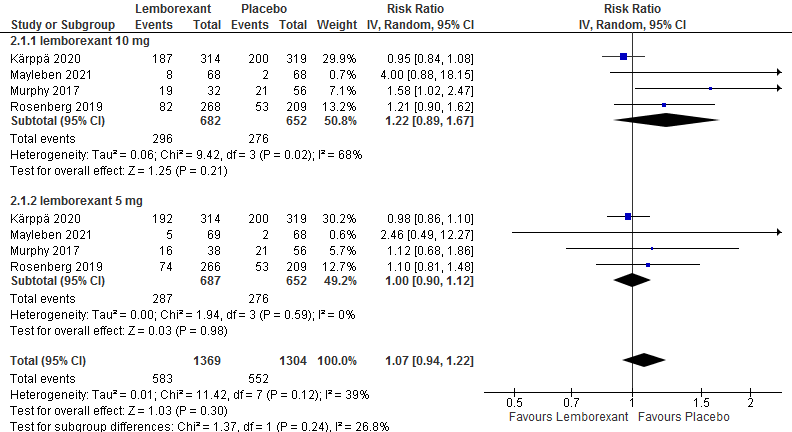 Lemborexant Placebo Risk Ratio Risk Ratio
Study or Subgroup Events Total Events Total Weight IV, Random, 95% CI IV, Random, 95% CI
2.1.1 lemborexant 10 mg
Kärppä 2020 187 314 200 319 29.9% 0.95 [0.84, 1.08]
Mayleben 2021 8 68 2 68 0.7% 4.00 [0.88, 18.15]
Murphy 2017 19 32 21 56 7.1% 1.58 [1.02, 2.47]
Rosenberg 2019 82 268 53 209 13.2% 1.21 [0.90, 1.62]
Subtotal (95% CI) 682 652 50.8% 1.22 [0.89, 1.67]
Total events 296 276
Heterogeneity: Tau² = 0.06; Chi² = 9.42, df = 3 (P = 0.02); I² = 68%
Test for overall effect: Z = 1.25 (P = 0.21)
2.1.2 lemborexant 5 mg
Kärppä 2020 192 314 200 319 30.2% 0.98 [0.86, 1.10]
Mayleben 2021 5 69 2 68 0.6% 2.46 [0.49, 12.27]
Murphy 2017 16 38 21 56 5.7% 1.12 [0.68, 1.86]
Rosenberg 2019 74 266 53 209 12.7% 1.10 [0.81, 1.48]
Subtotal (95% CI) 687 652 49.2% 1.00 [0.90, 1.12]
Total events 287 276
Heterogeneity: Tau² = 0.00; Chi² = 1.94, df = 3 (P = 0.59); I² = 0%
Test for overall effect: Z = 0.03 (P = 0.98)
Total (95% CI) 1369 1304 100.0% 1.07 [0.94, 1.22]
Total events 583 552
Heterogeneity: Tau² = 0.01; Chi² = 11.42, df = 7 (P = 0.12); I² = 39%
Test for overall effect: Z = 1.03 (P = 0.30)
Test for subgroup differences: Chi² = 1.37, df = 1 (P = 0.24), I² = 26.8%
0.5 0.7 1 1.5 2
Favours Lemborexant Favours Placebo